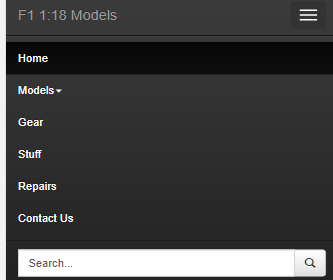 F1 1:18 Models
Home
Models
Gear
Stuff
Repairs
Contact Us
Search...